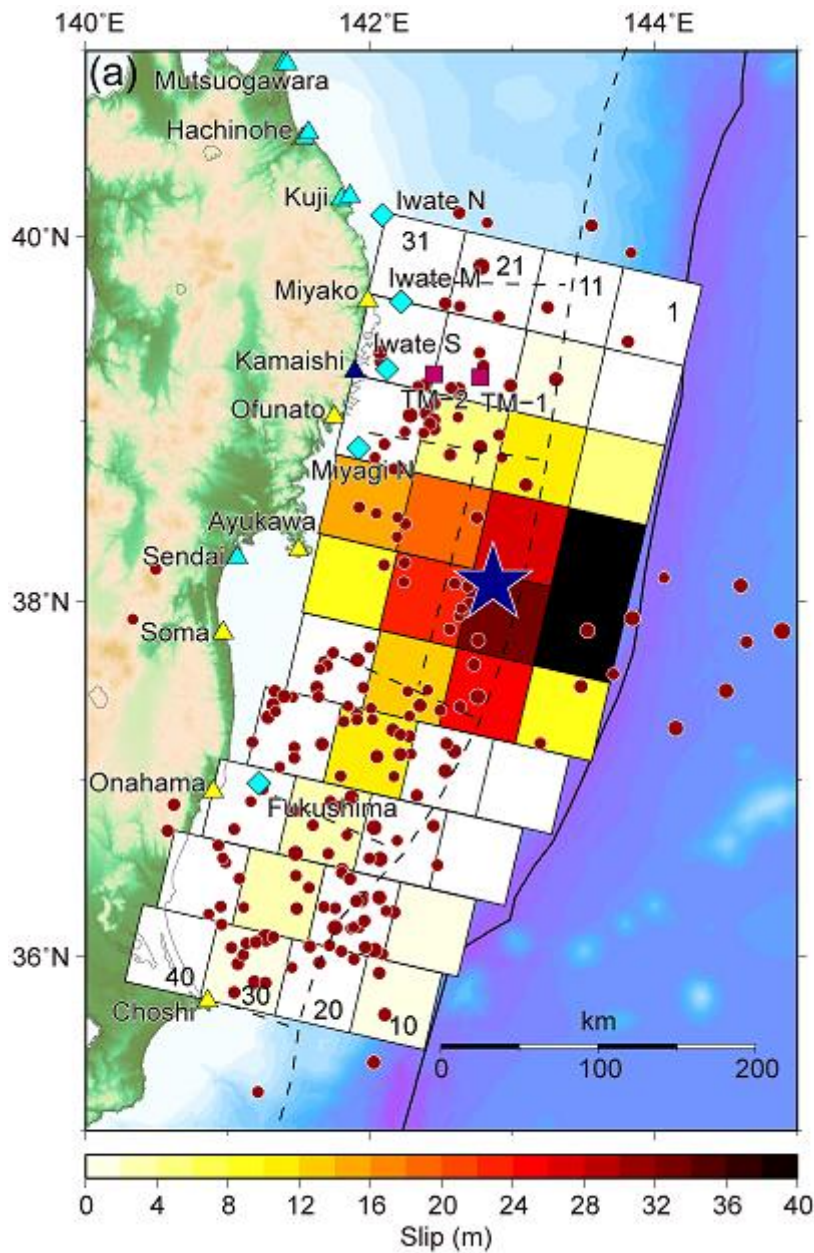 140°E 142°E 144°E
(a)
Mutsuogawara
Hachinohe
Kuji
Iwate N
40°N
31
21
11
1
Iwate M
Miyako
Iwate S
Kamaishi
TM−2 TM−1
Ofunato
Miyagi N
Ayukawa
Sendai
38°N
Soma
Onahama
Fukushima
36°N
40
30
20
10
Choshi
km
0 100 200
0 4 8 12 16 20 24 28 32 36 40
Slip (m)